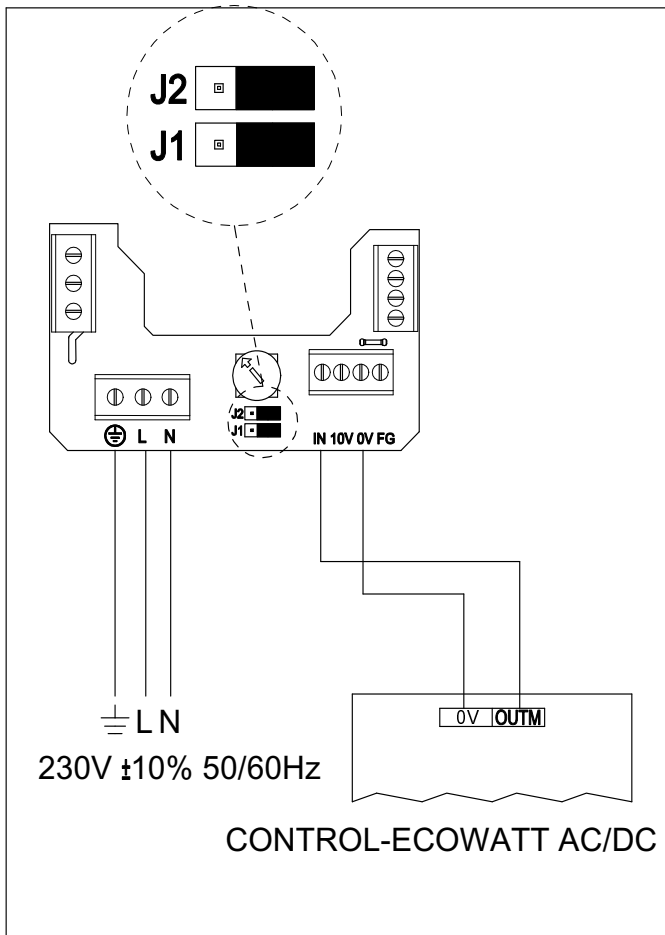 J2
J1
J2
J1
L N
IN 10V 0V FG
L N
230V ±10% 50/60Hz
0V OUTM
CONTROL-ECOWATT AC/DC